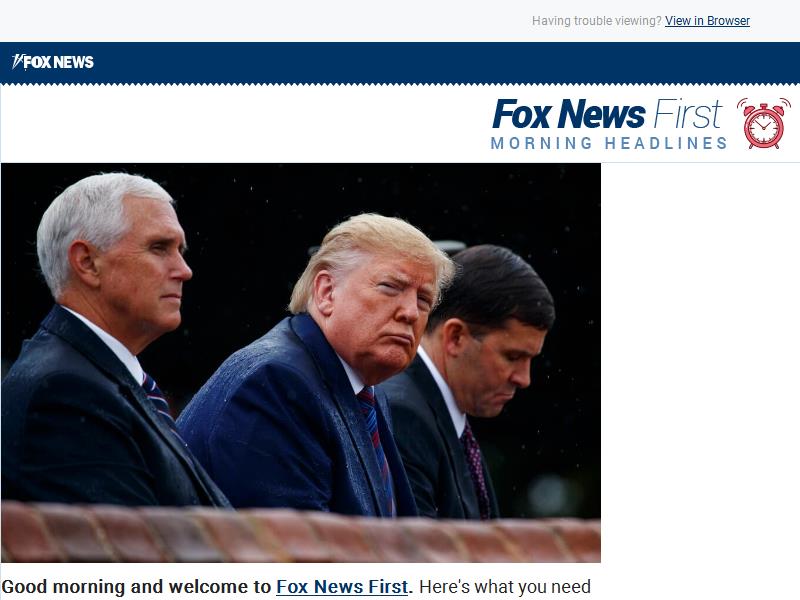 Having trouble viewing? View in Browser
FOX NEWS
Fox News First
MORNING HEADLINES
Good morning and welcome to Fox News First. Here's what you need